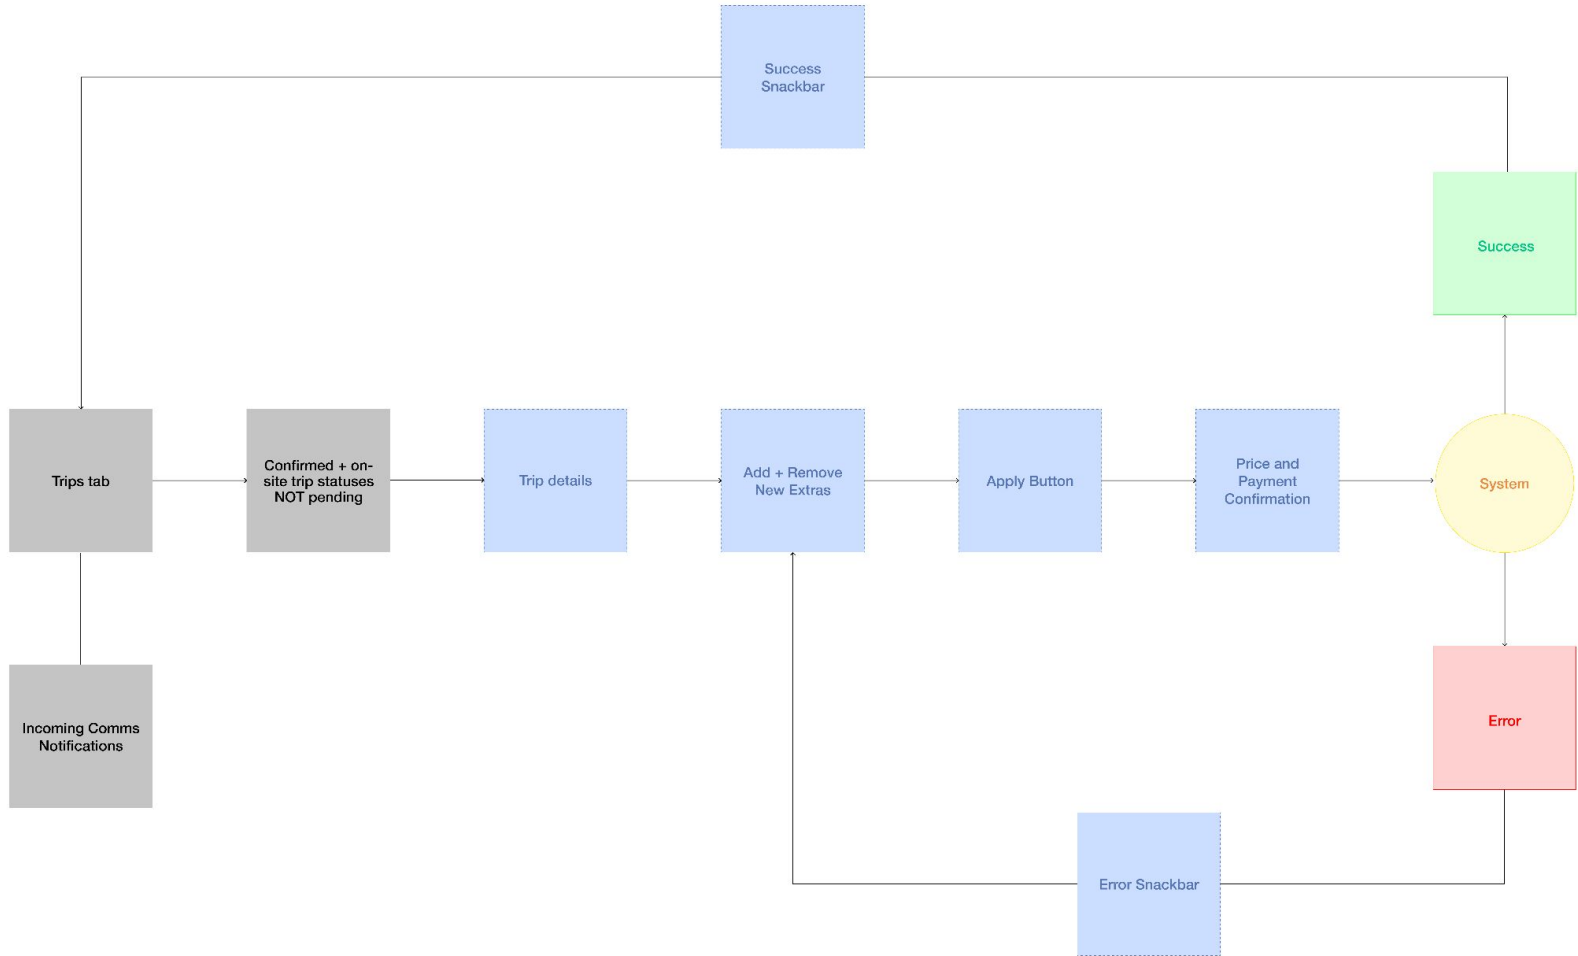 Success
Snackbar
Success
Trips tab
Confirmed + on-
site trip statuses
NOT pending
Trip details
Add + Remove
New Extras
Apply Button
Price and
Payment
Confirmation
System
Incoming Comms
Notifications
Error
Error Snackbar